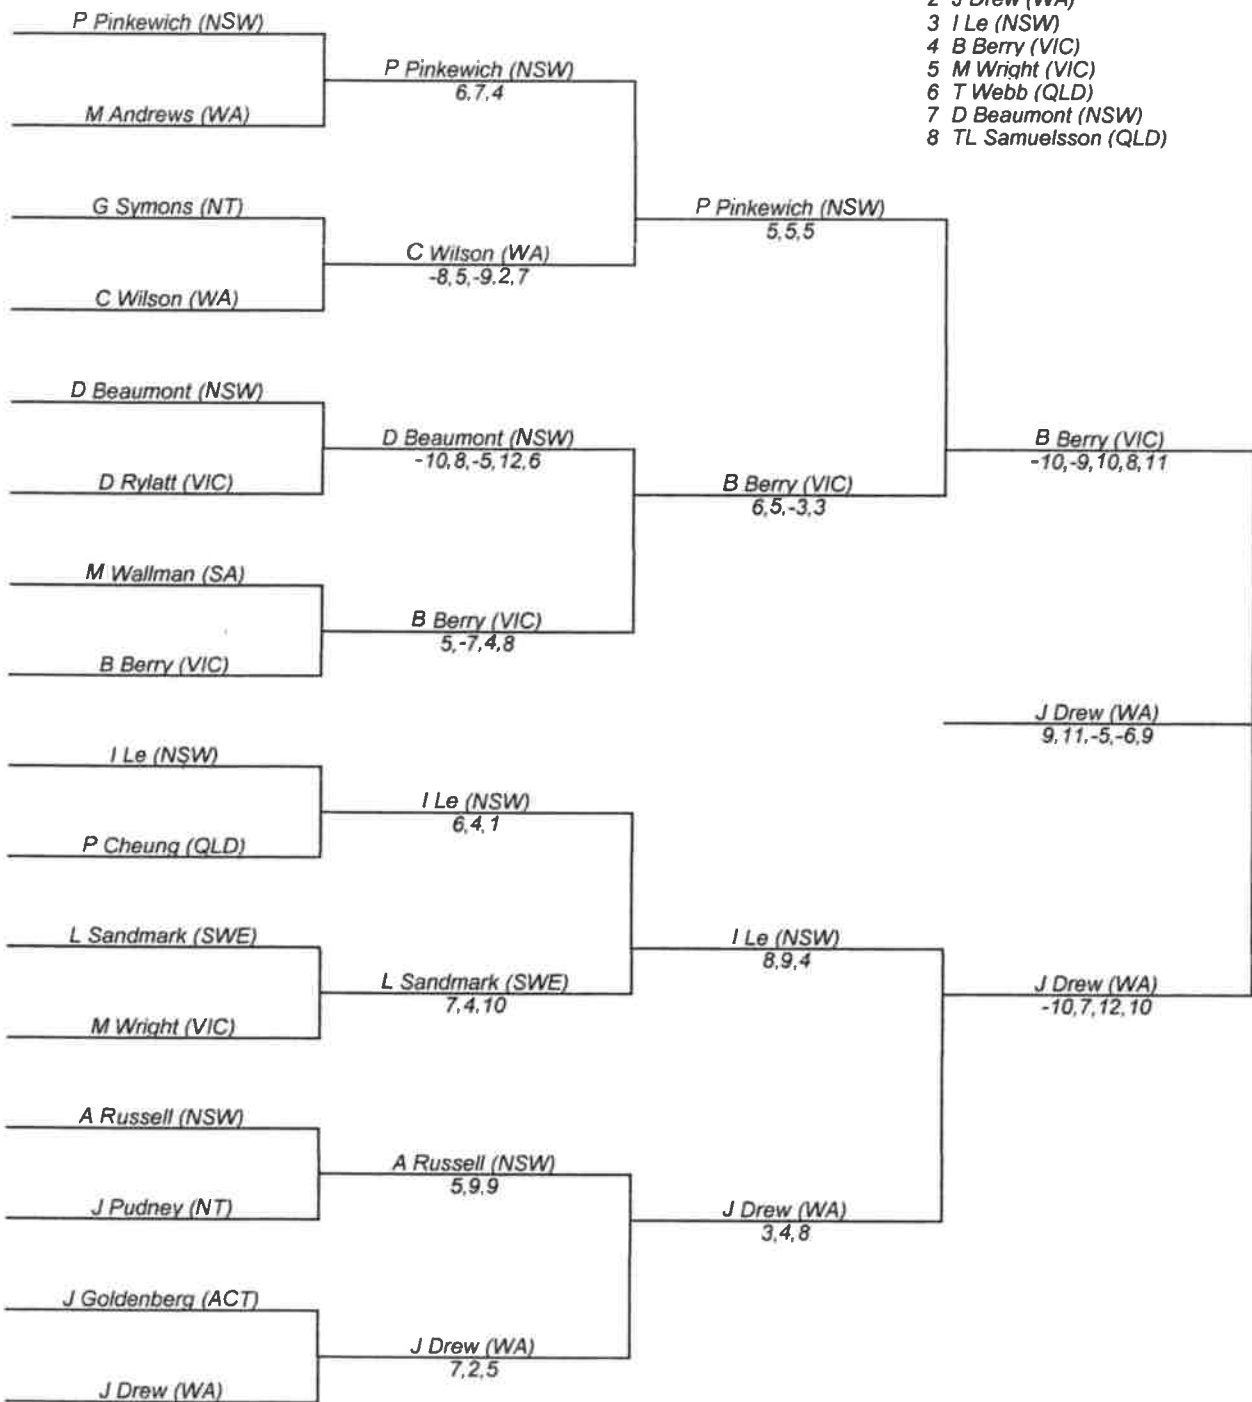 2 J Drew (WA)
3 I Le (NSW)
4 B Berry (VIC)
5 M Wright (VIC)
6 T Webb (QLD)
7 D Beaumont (NSW)
8 TL Samuelsson (QLD)
P Pinkewich (NSW)
M Andrews (WA)
G Symons (NT)
C Wilson (WA)
D Beaumont (NSW)
D Rylatt (VIC)
M Wallman (SA)
B Berry (VIC)
I Le (NSW)
P Cheung (QLD)
L Sandmark (SWE)
M Wright (VIC)
A Russell (NSW)
J Pudney (NT)
J Goldenberg (ACT)
J Drew (WA)
P Pinkewich (NSW)
6,7,4
C Wilson (WA)
-8,5,-9,2,7
D Beaumont (NSW)
-10,8,-5,12,6
B Berry (VIC)
5,-7,4,8
I Le (NSW)
6,4,1
L Sandmark (SWE)
7,4,10
A Russell (NSW)
5,9,9
J Drew (WA)
7,2,5
P Pinkewich (NSW)
5,5,5
B Berry (VIC)
6,5,-3,3
I Le (NSW)
8,9,4
J Drew (WA)
3,4,8
B Berry (VIC)
-10,-9,10,8,11
J Drew (WA)
9,11,-5,-6,9
J Drew (WA)
-10,7,12,10